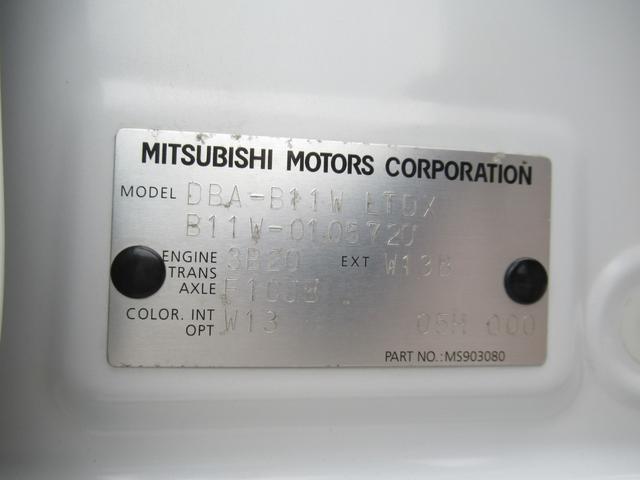 MITSUBISHI MOTORS CORPORATION
MODEL DBA-B11W LTDX
B11W-0105720
ENGINE 3B20 EXT W13B
TRANS
AXLE F1CJB
COLOR. INT W13 05H 000
OPT
PART NO.:MS903080